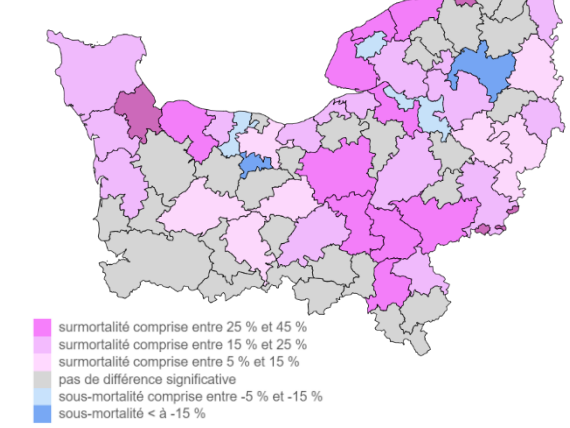 surmortalité comprise entre 25 % et 45 %
surmortalité comprise entre 15 % et 25 %
surmortalité comprise entre 5 % et 15 %
pas de différence significative
sous-mortalité comprise entre -5 % et -15 %
sous-mortalité < à -15 %